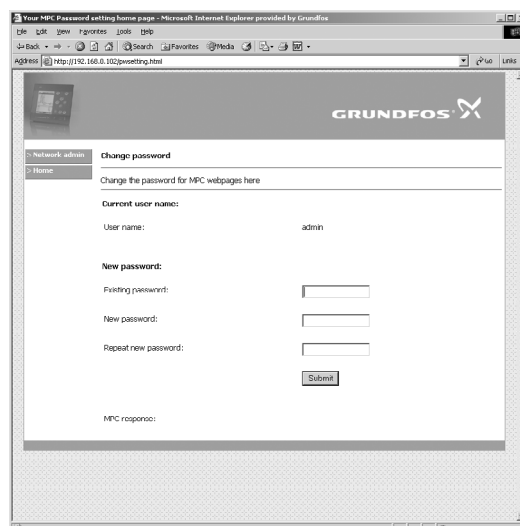 Your MPC Password setting home page - Microsoft Internet Explorer provided by Grundfos
File Edit View Favorites Tools Help
Back Search Favorites Media
Address http://192.168.0.102/pwsetting.html Go Links
GRUNDFOS
> Network admin
> Home
Change password
Change the password for MPC webpages here
Current user name:
User name: admin
New password:
Existing password:
New password:
Repeat new password:
Submit
MPC response: